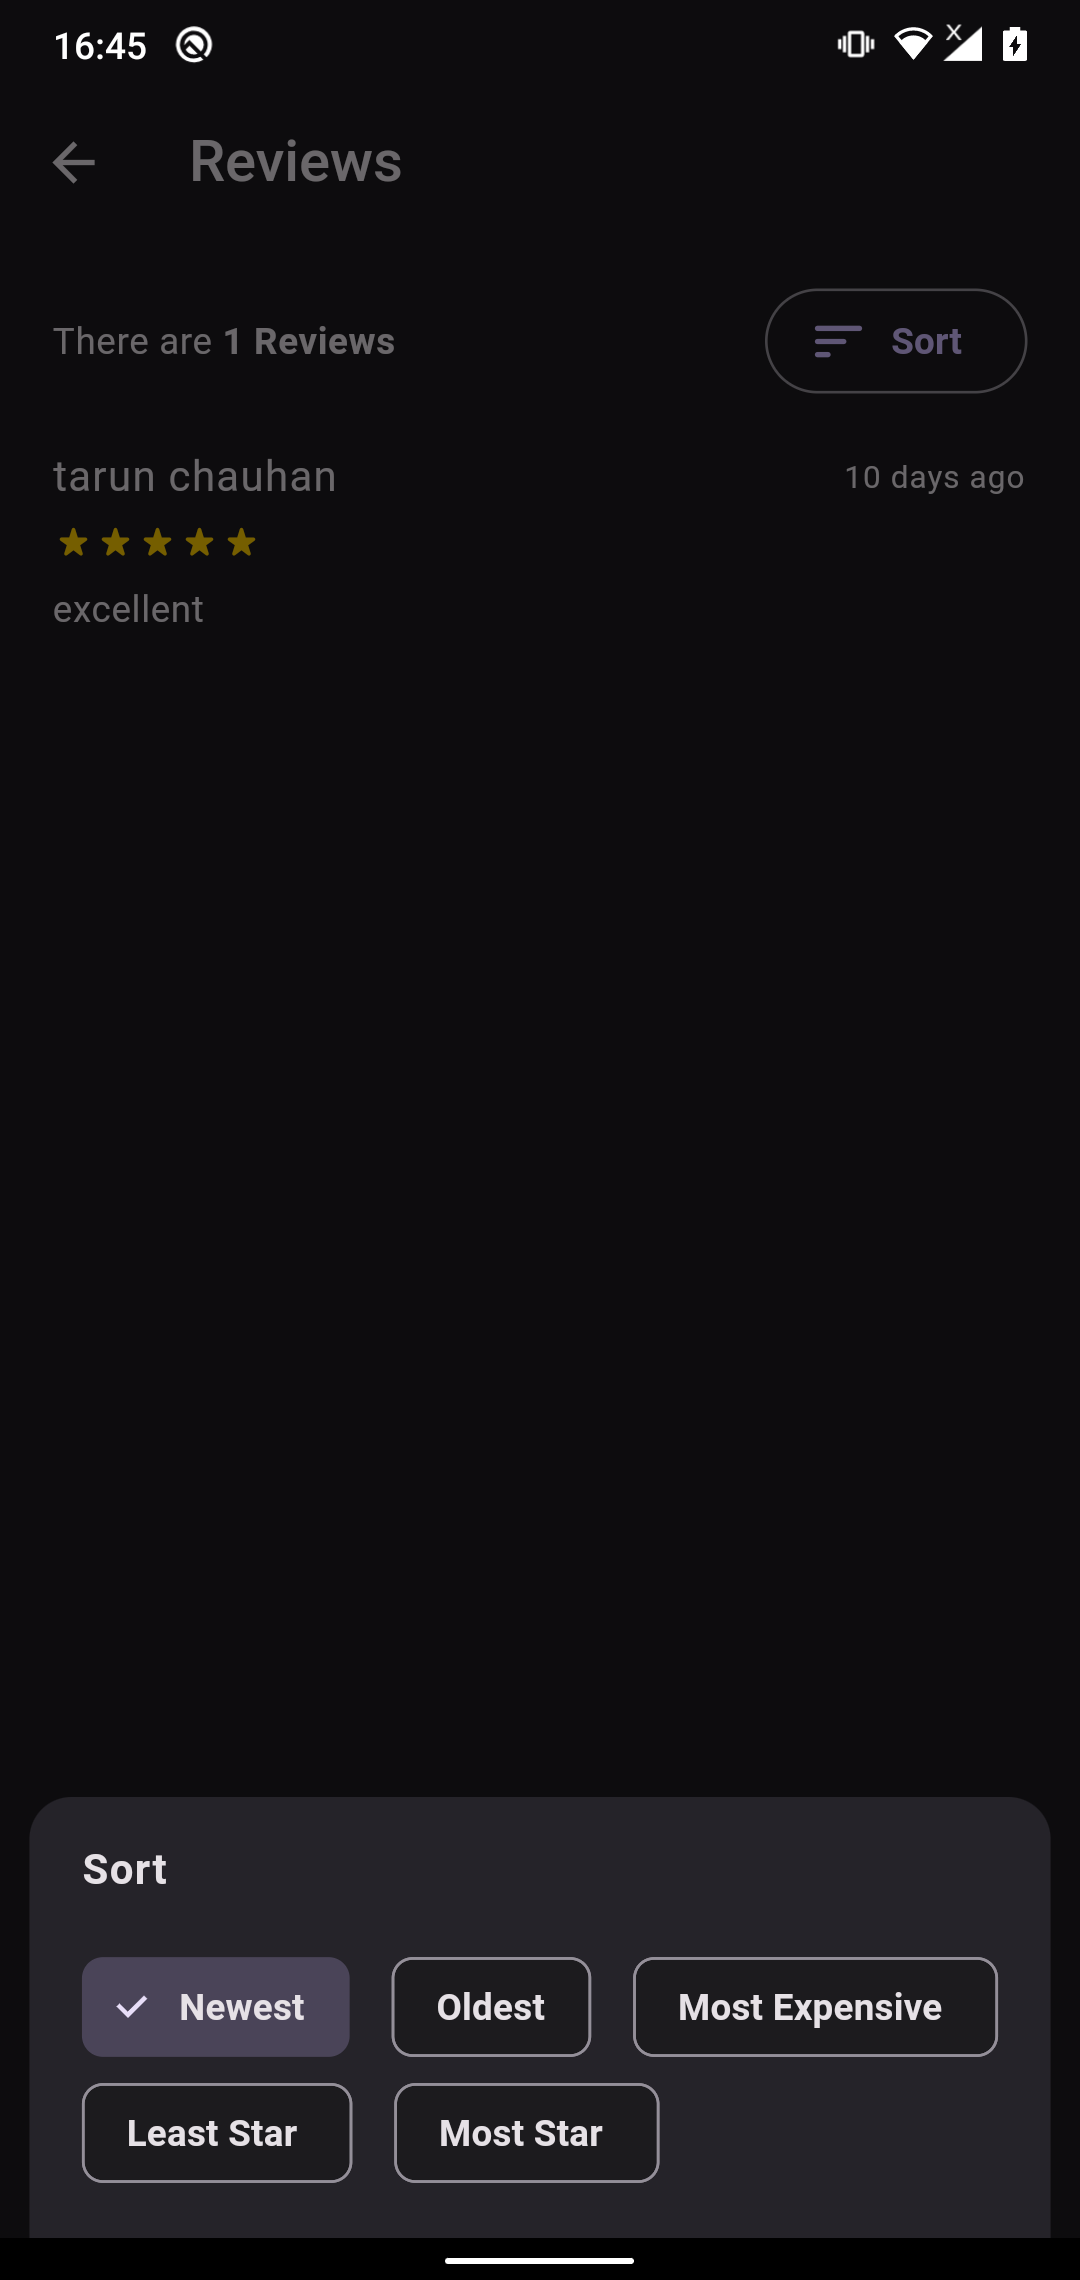 16:45
Reviews
There are 1 Reviews
Sort
tarun chauhan
10 days ago
excellent
Sort
Newest
Oldest
Most Expensive
Least Star
Most Star